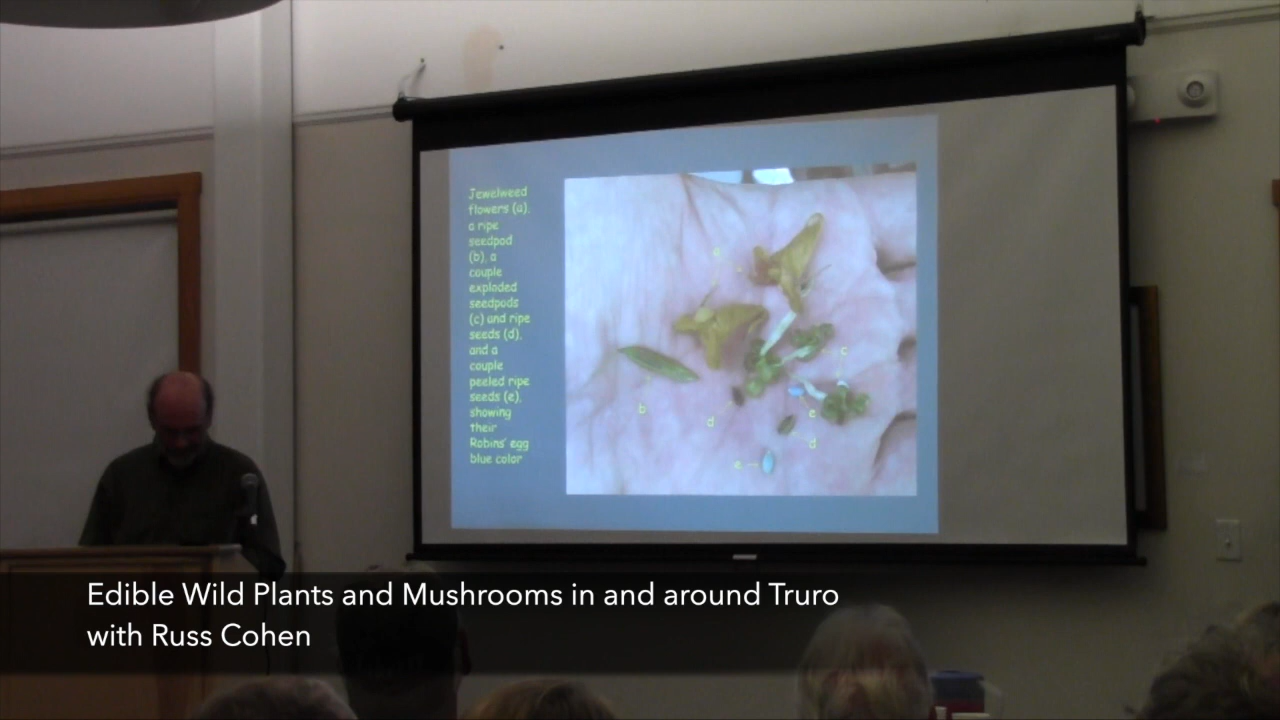 Jewelweed
flowers (a),
a ripe
seedpod
(b), a
couple
exploded
seedpods
(c) and ripe
seeds (d),
and a
couple
peeled ripe
seeds (e),
showing
their
Robins' egg
blue color
c
b
d
e
d
e
Edible Wild Plants and Mushrooms in and around Truro
with Russ Cohen